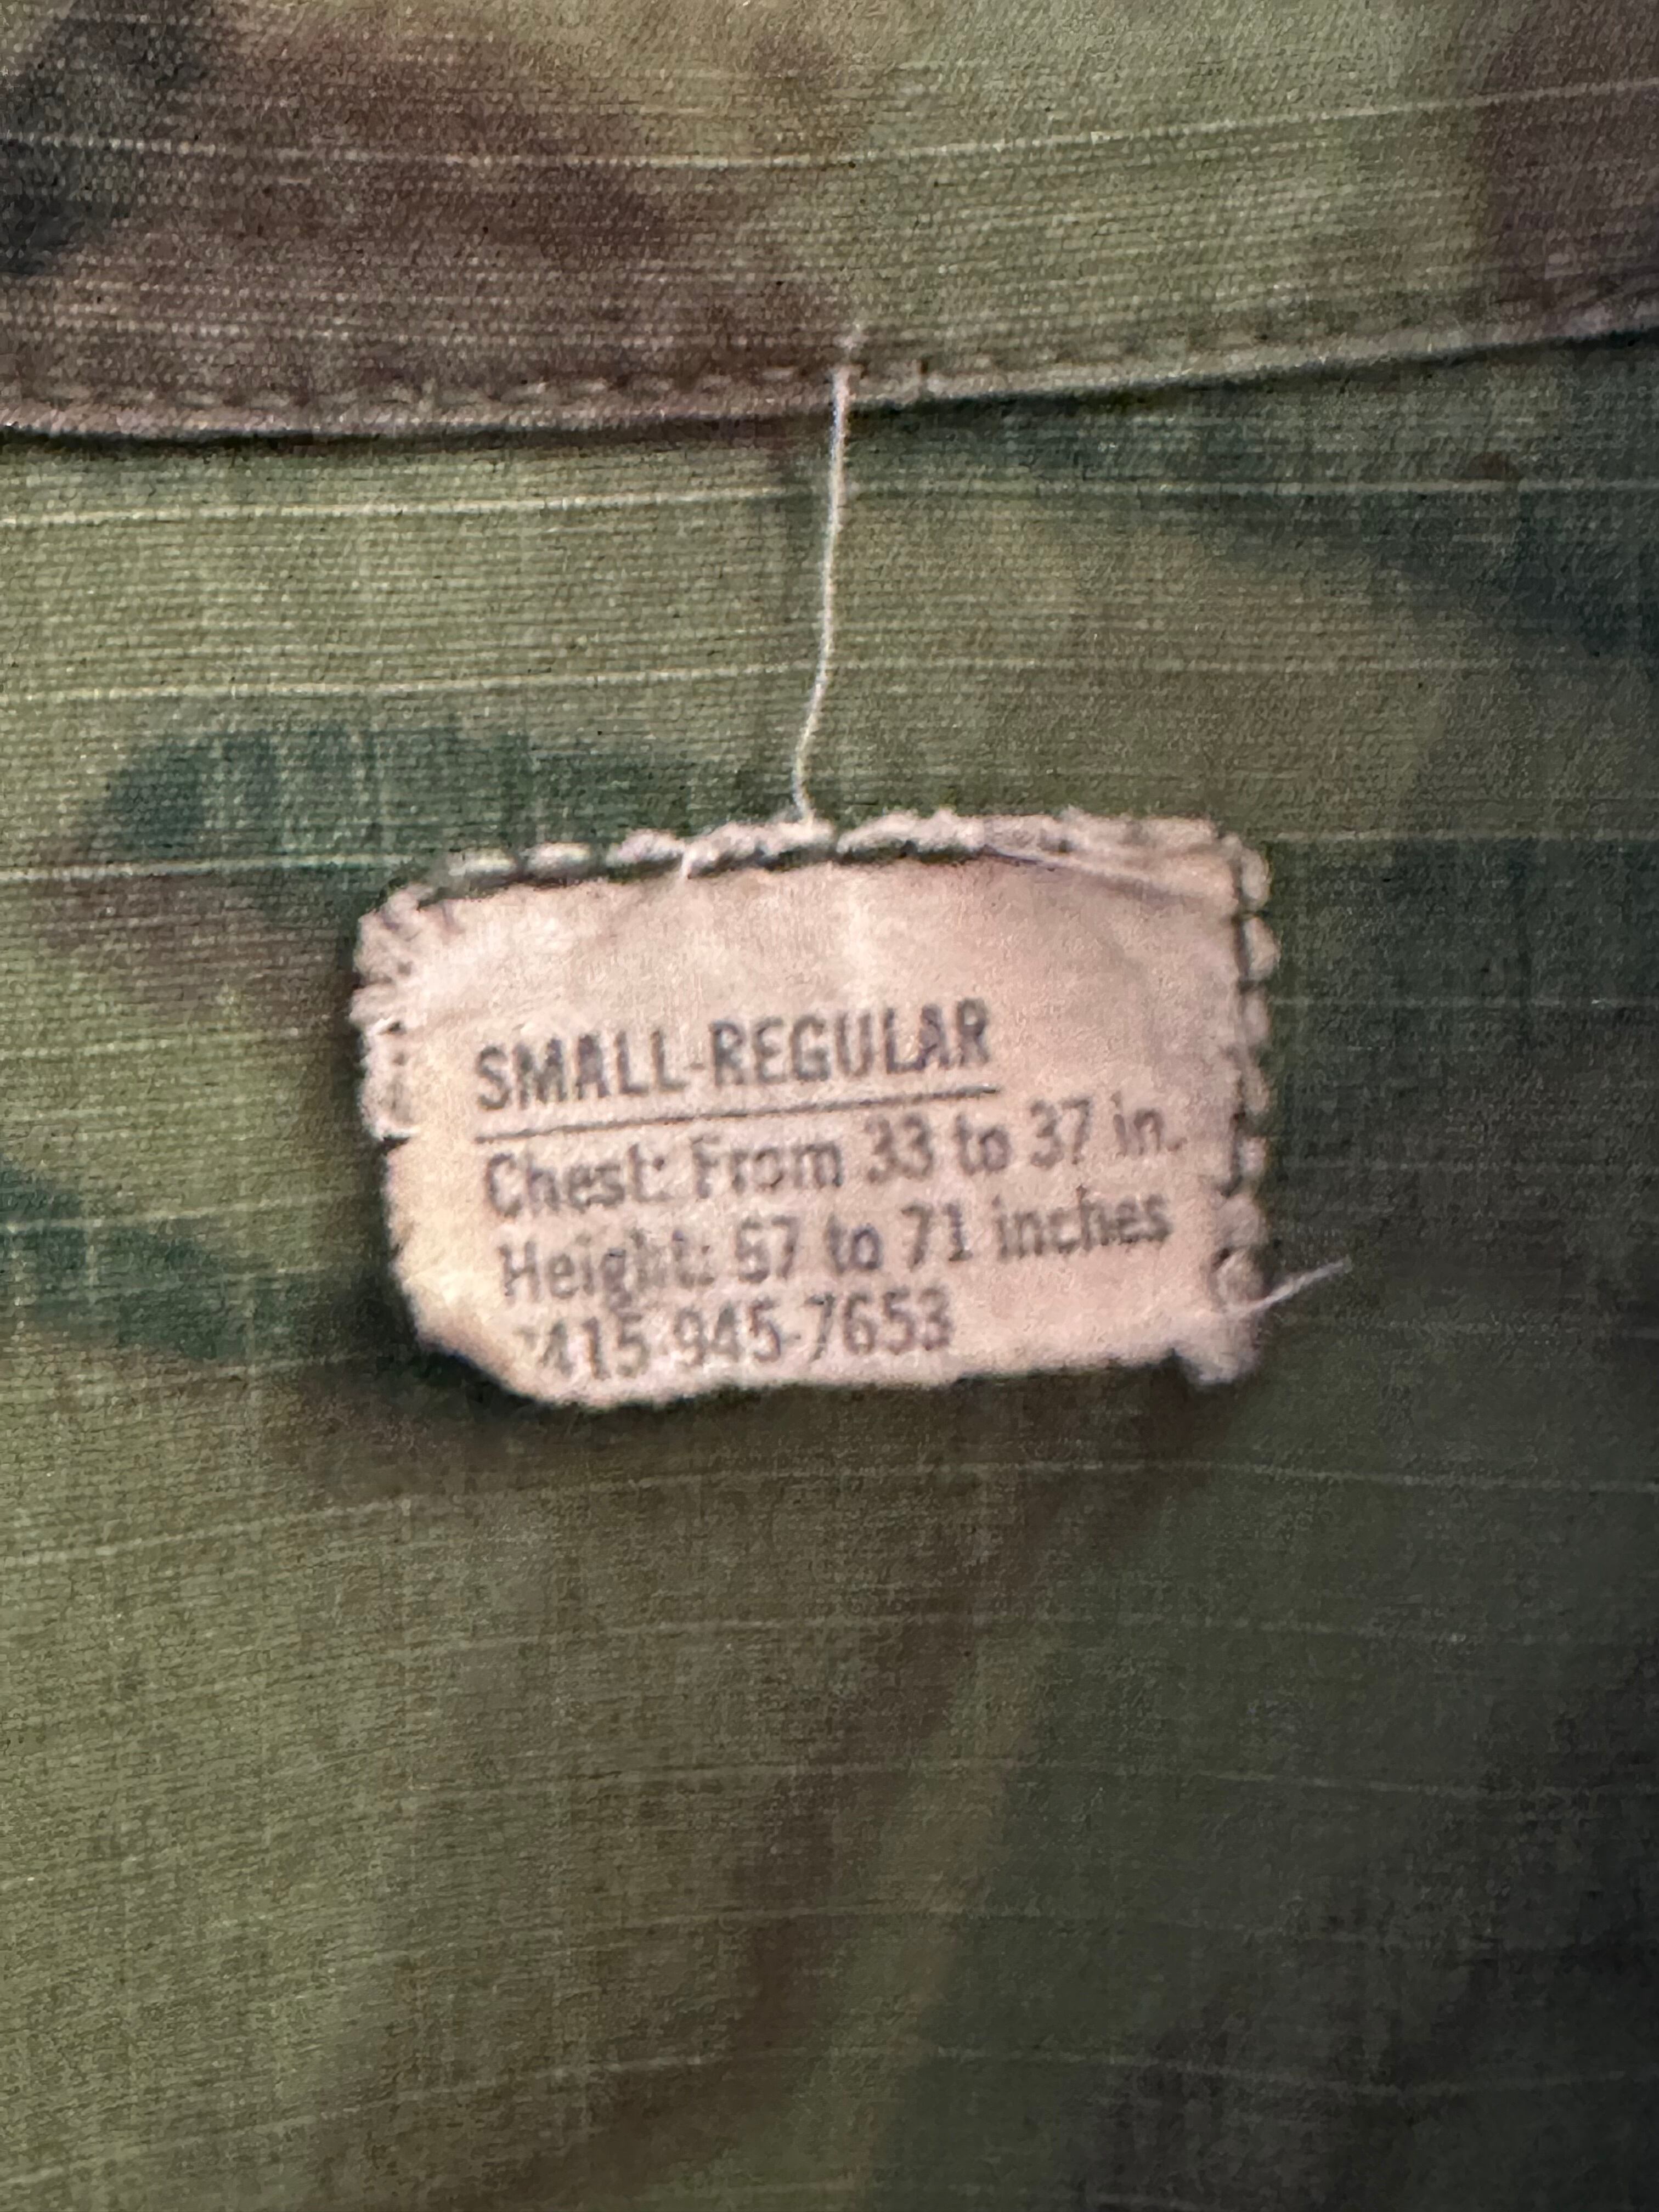 SMALL-REGULAR
Chest: From 33 to 37 in.
Height: 67 to 71 inches
8415-945-7653